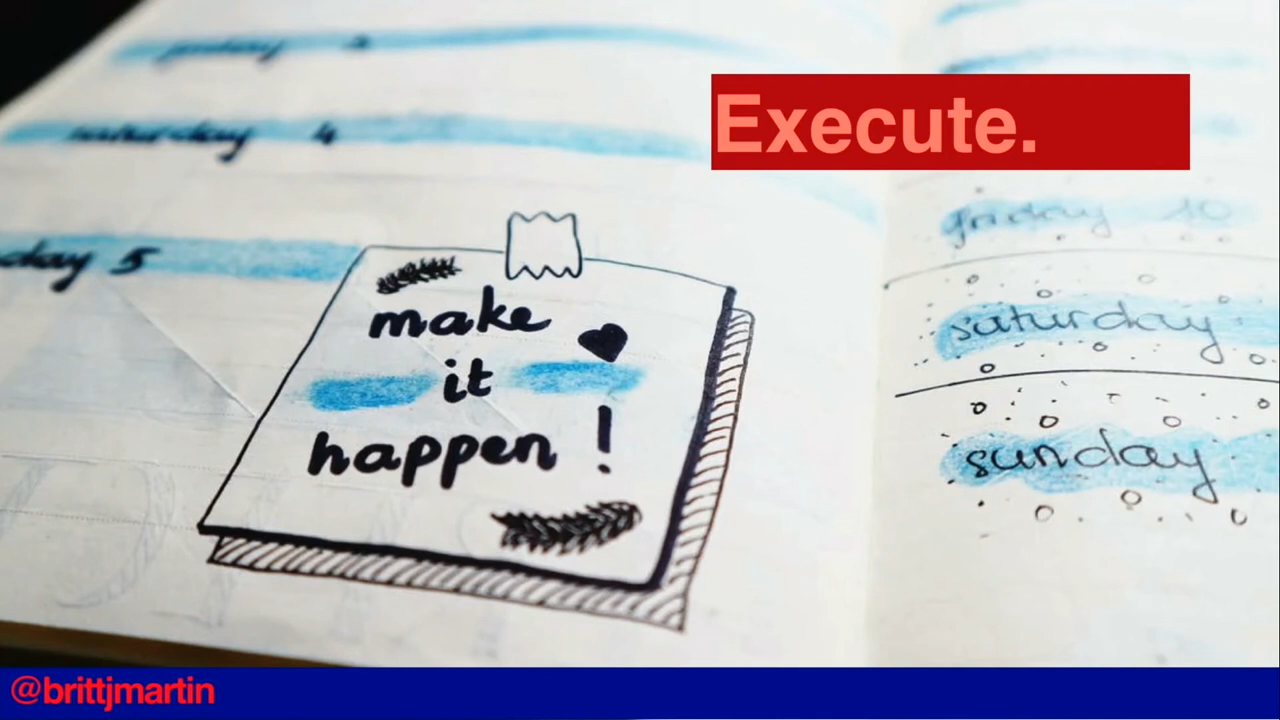 Execute.
saturday 4
day 5
make
it
happen !
friday 10
saturday
sunday
@brittjmartin